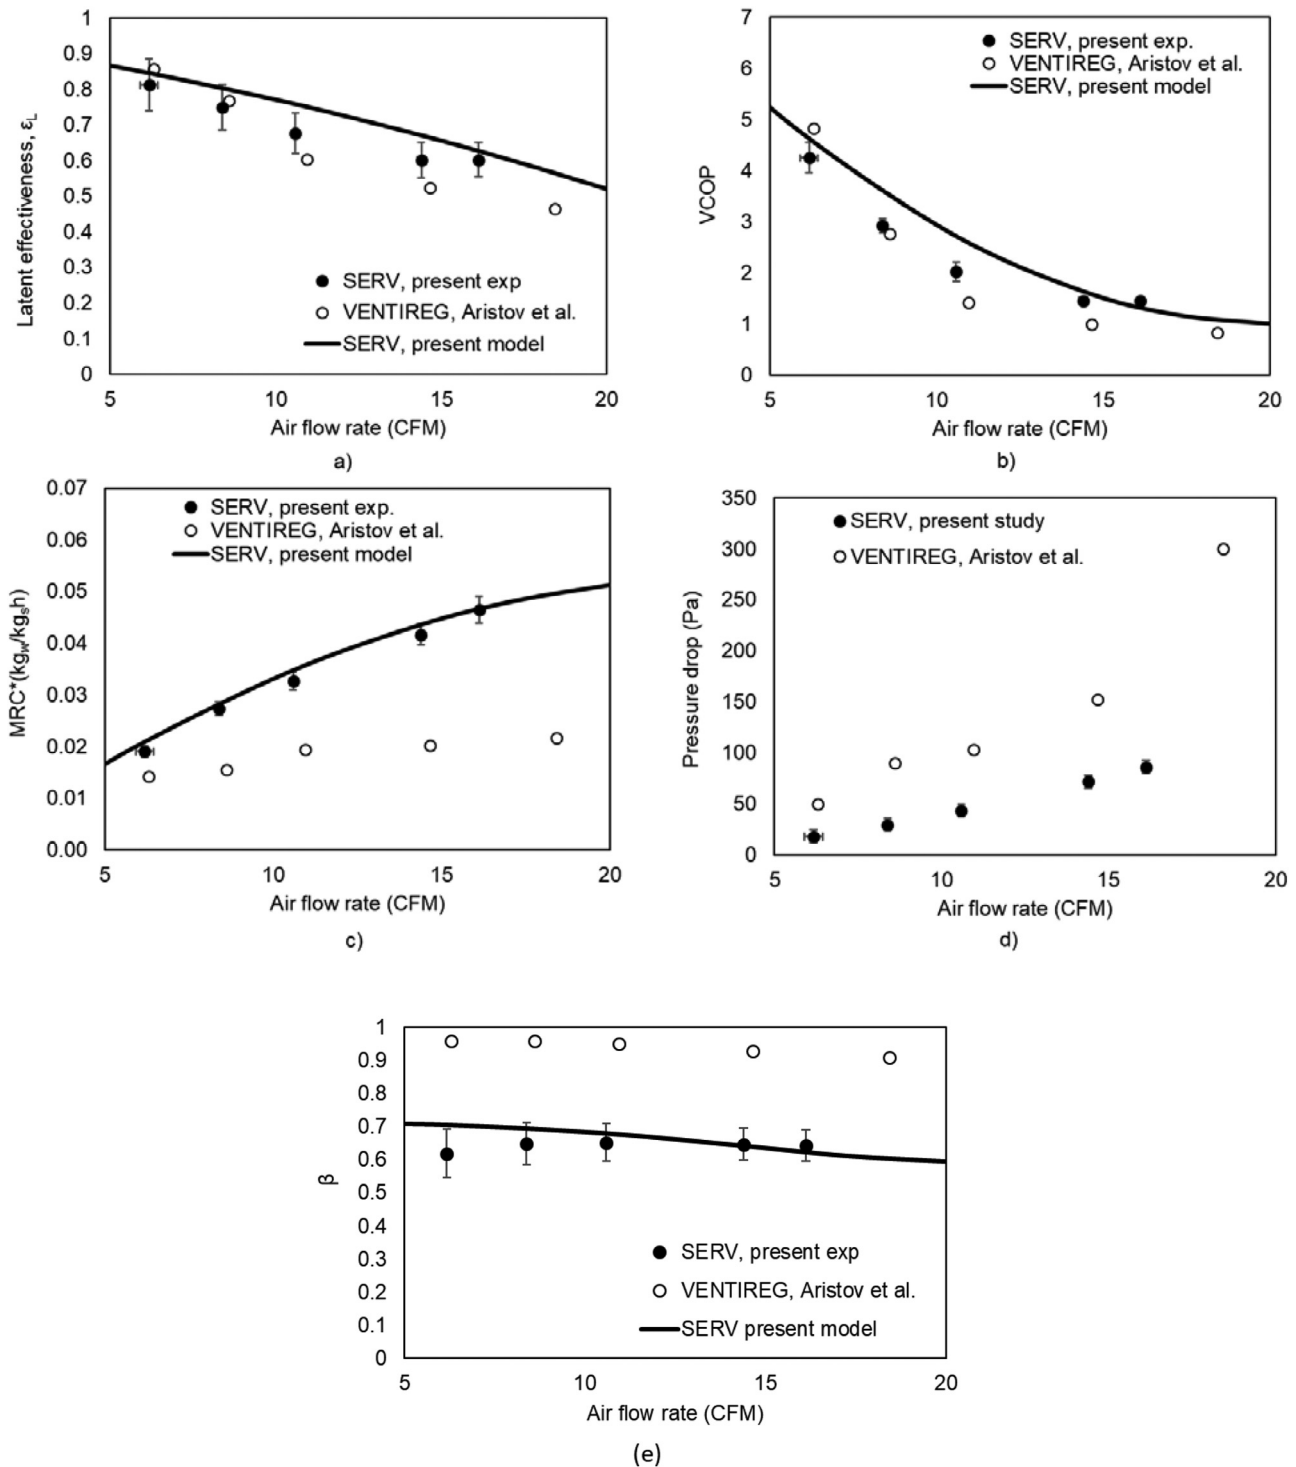 1
0.9
0.8
0.7
0.6
0.5
0.4
0.3
0.2
0.1
0
Latent effectiveness, εL
SERV, present exp
VENTIREG, Aristov et al.
SERV, present model
5 10 15 20
Air flow rate (CFM)
a)
7
6
5
4
3
2
1
0
VCOP
SERV, present exp.
VENTIREG, Aristov et al.
SERV, present model
5 10 15 20
Air flow rate (CFM)
b)
0.07
0.06
0.05
0.04
0.03
0.02
0.01
0.00
MRC*(kgw/kgsh)
SERV, present exp.
VENTIREG, Aristov et al.
SERV, present model
5 10 15 20
Air flow rate (CFM)
c)
350
300
250
200
150
100
50
0
Pressure drop (Pa)
SERV, present study
VENTIREG, Aristov et al.
5 10 15 20
Air flow rate (CFM)
d)
1
0.9
0.8
0.7
0.6
0.5
0.4
0.3
0.2
0.1
0
β
SERV, present exp
VENTIREG, Aristov et al.
SERV present model
5 10 15 20
Air flow rate (CFM)
(e)